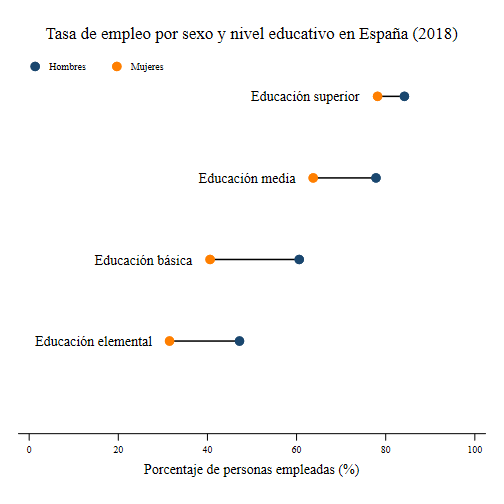 Tasa de empleo por sexo y nivel educativo en España (2018)
Hombres Mujeres
Educación superior
Educación media
Educación básica
Educación elemental
0 20 40 60 80 100
Porcentaje de personas empleadas (%)